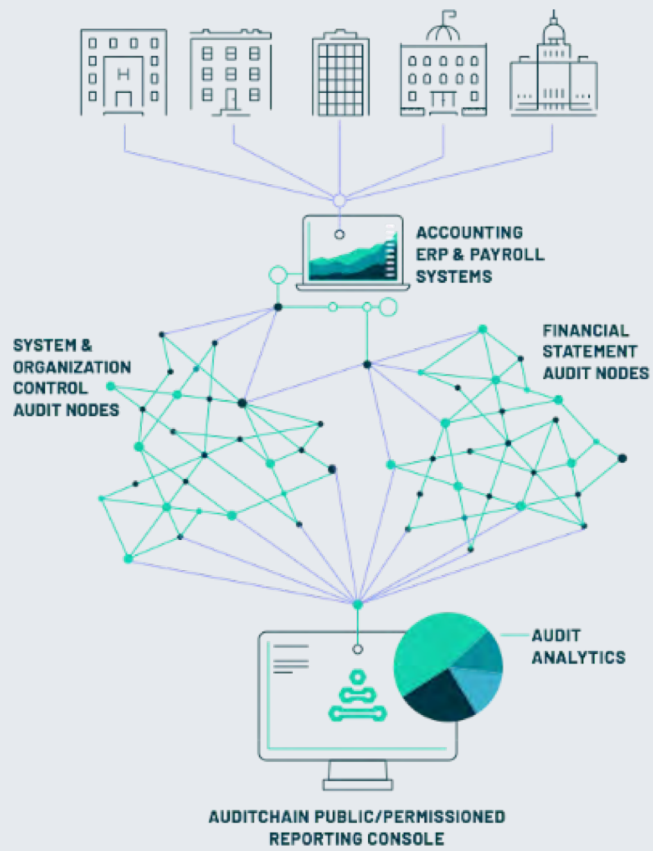 H
ACCOUNTING
ERP & PAYROLL
SYSTEMS
SYSTEM &
ORGANIZATION
CONTROL
AUDIT NODES
FINANCIAL
STATEMENT
AUDIT NODES
AUDIT
ANALYTICS
AUDITCHAIN PUBLIC/PERMISSIONED
REPORTING CONSOLE